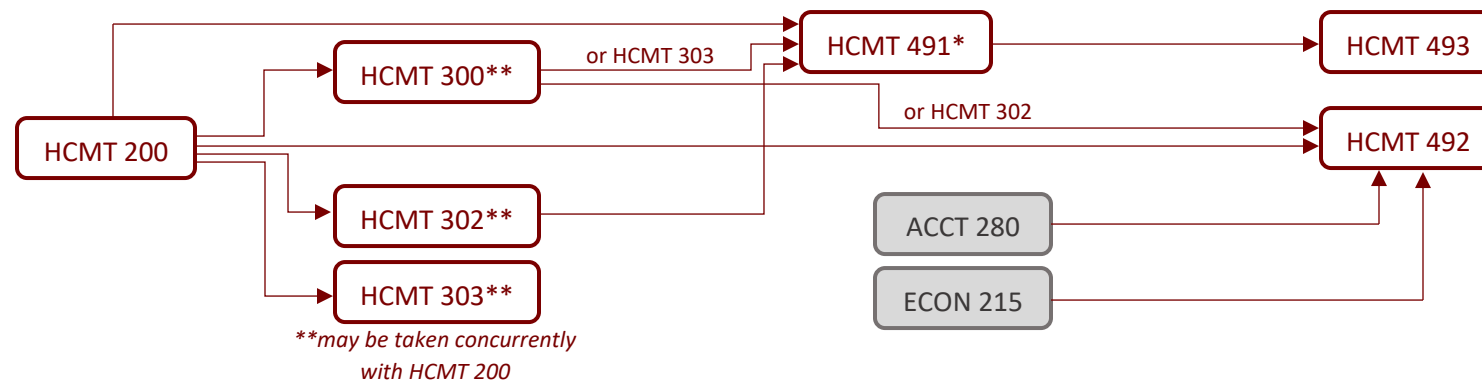 HCMT 491*
HCMT 493
or HCMT 303
HCMT 300**
or HCMT 302
HCMT 200
HCMT 492
HCMT 302**
ACCT 280
HCMT 303**
ECON 215
**may be taken concurrently
with HCMT 200